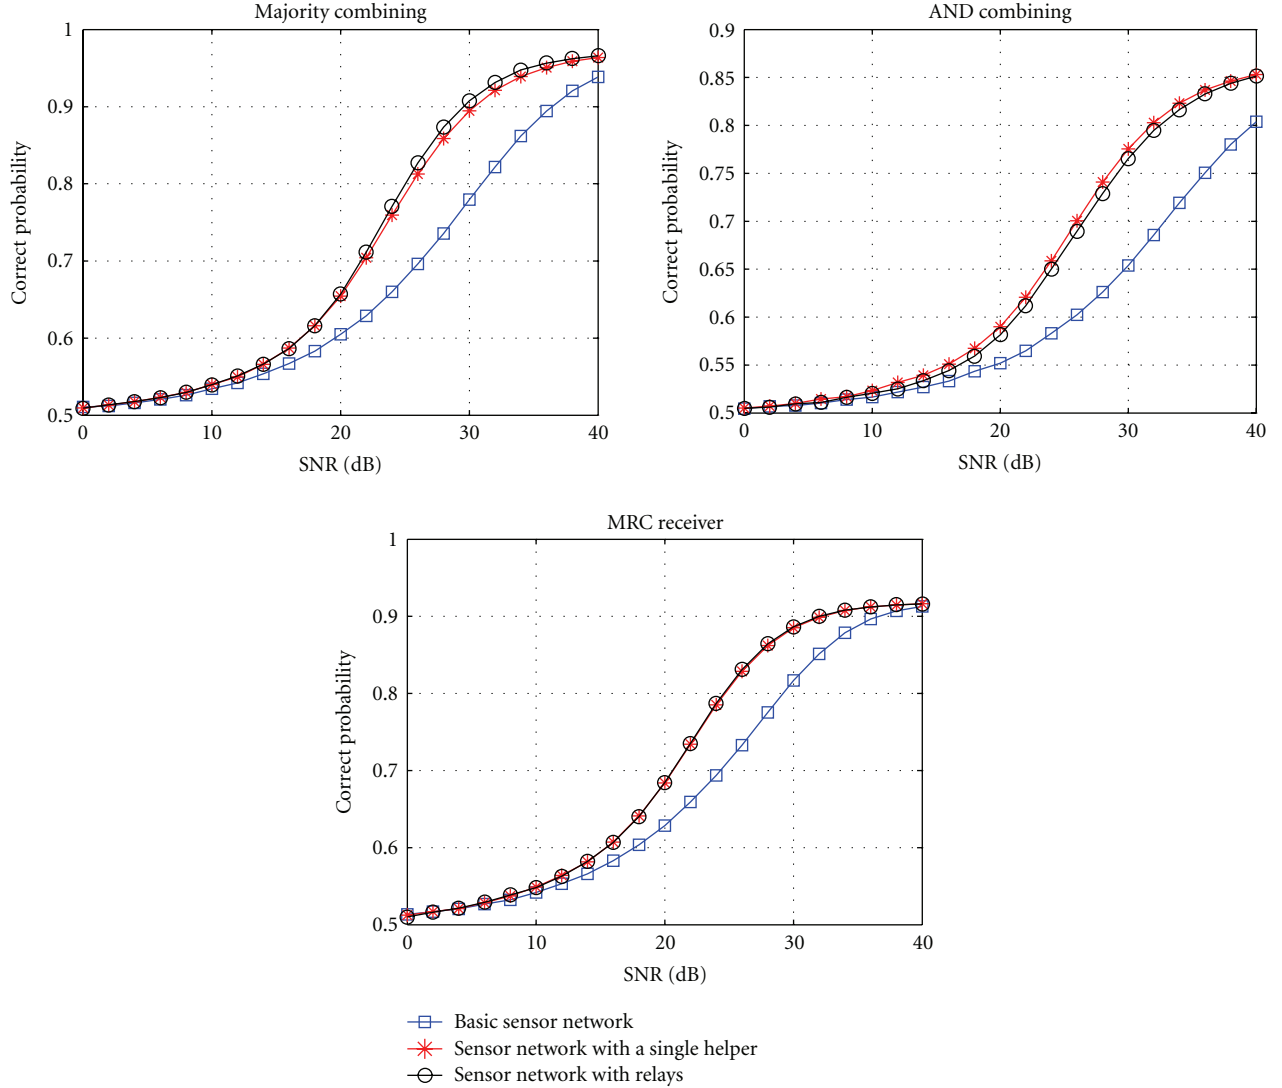 Majority combining
1
0.9
0.8
0.7
0.6
0.5
Correct probability
0 10 20 30 40
SNR (dB)
AND combining
0.9
0.85
0.8
0.75
0.7
0.65
0.6
0.55
0.5
Correct probability
0 10 20 30 40
SNR (dB)
MRC receiver
1
0.9
0.8
0.7
0.6
0.5
Correct probability
0 10 20 30 40
SNR (dB)
Basic sensor network
Sensor network with a single helper
Sensor network with relays